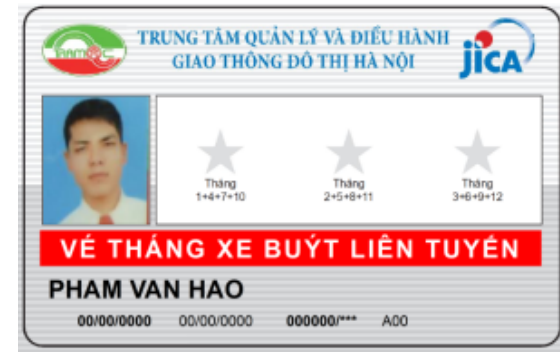 TRAMOC
TRUNG TÂM QUẢN LÝ VÀ ĐIỀU HÀNH
GIAO THÔNG ĐÔ THỊ HÀ NỘI
jICA
Tháng
1+4+7+10
Tháng
2+5+8+11
Tháng
3+6+9+12
VÉ THÁNG XE BUÝT LIÊN TUYẾN
PHAM VAN HAO
00/00/0000 00/00/0000 000000/*** A00